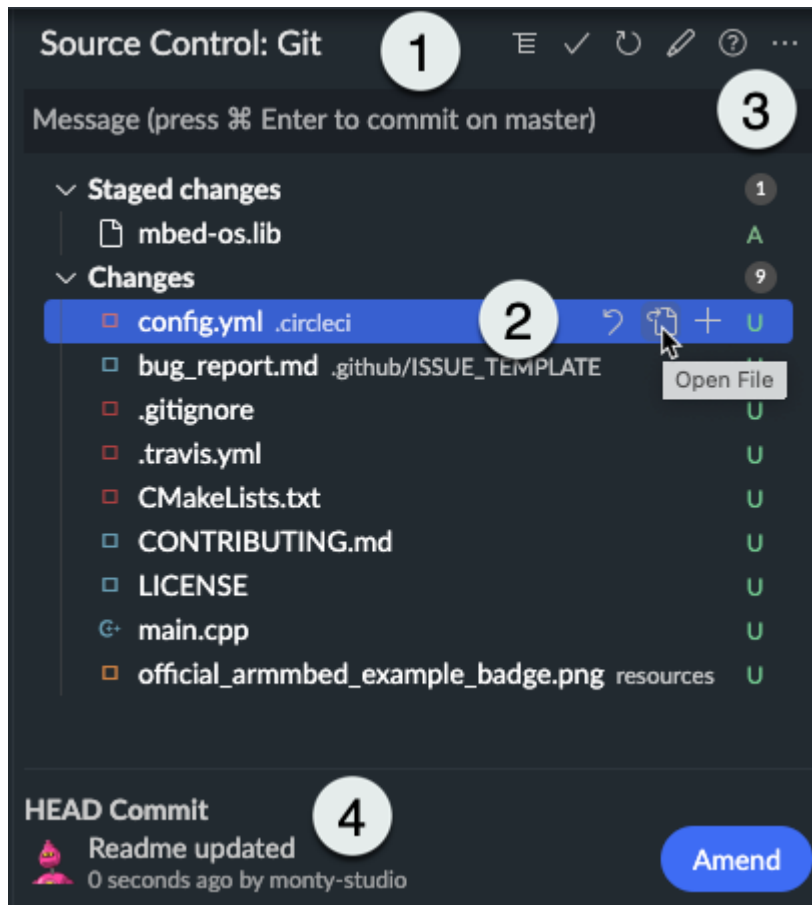 Source Control: Git 1 ? ...
Message (press ⌘ Enter to commit on master) 3
Staged changes 1
mbed-os.lib A
Changes 9
config.yml .circleci 2 U
bug_report.md .github/ISSUE_TEMPLATE
Open File
.gitignore U
.travis.yml U
CMakeLists.txt U
CONTRIBUTING.md U
LICENSE U
main.cpp U
official_armmbed_example_badge.png resources U
HEAD Commit 4
Readme updated
0 seconds ago by monty-studio
Amend